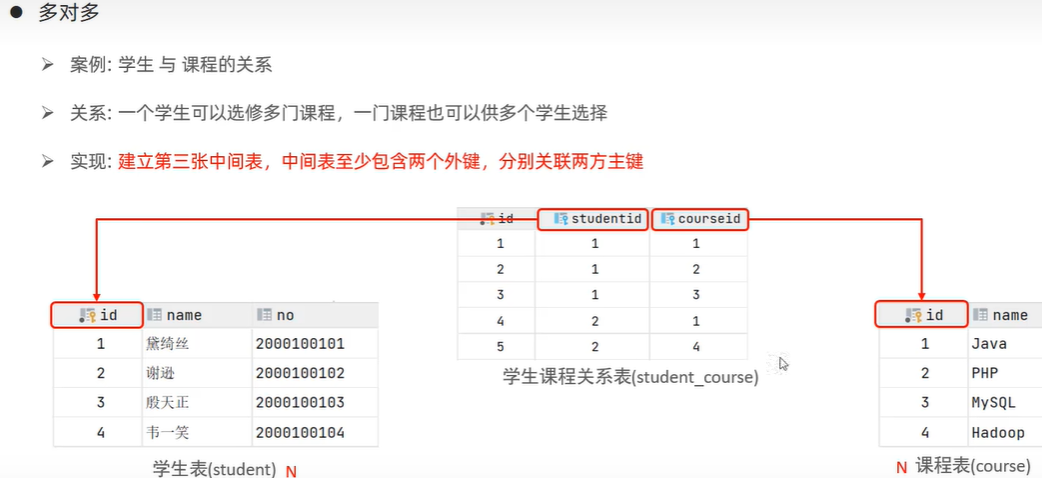 ● 多对多
➢ 案例: 学生 与 课程的关系
➢ 关系: 一个学生可以选修多门课程，一门课程也可以供多个学生选择
➢ 实现: 建立第三张中间表，中间表至少包含两个外键，分别关联两方主键
id studentid courseid
1 1 1
2 1 2
3 1 3
4 2 1
5 2 4
学生课程关系表(student_course)
id name no
1 黛绮丝 2000100101
2 谢逊 2000100102
3 殷天正 2000100103
4 韦一笑 2000100104
学生表(student) N
id name
1 Java
2 PHP
3 MySQL
4 Hadoop
N 课程表(course)